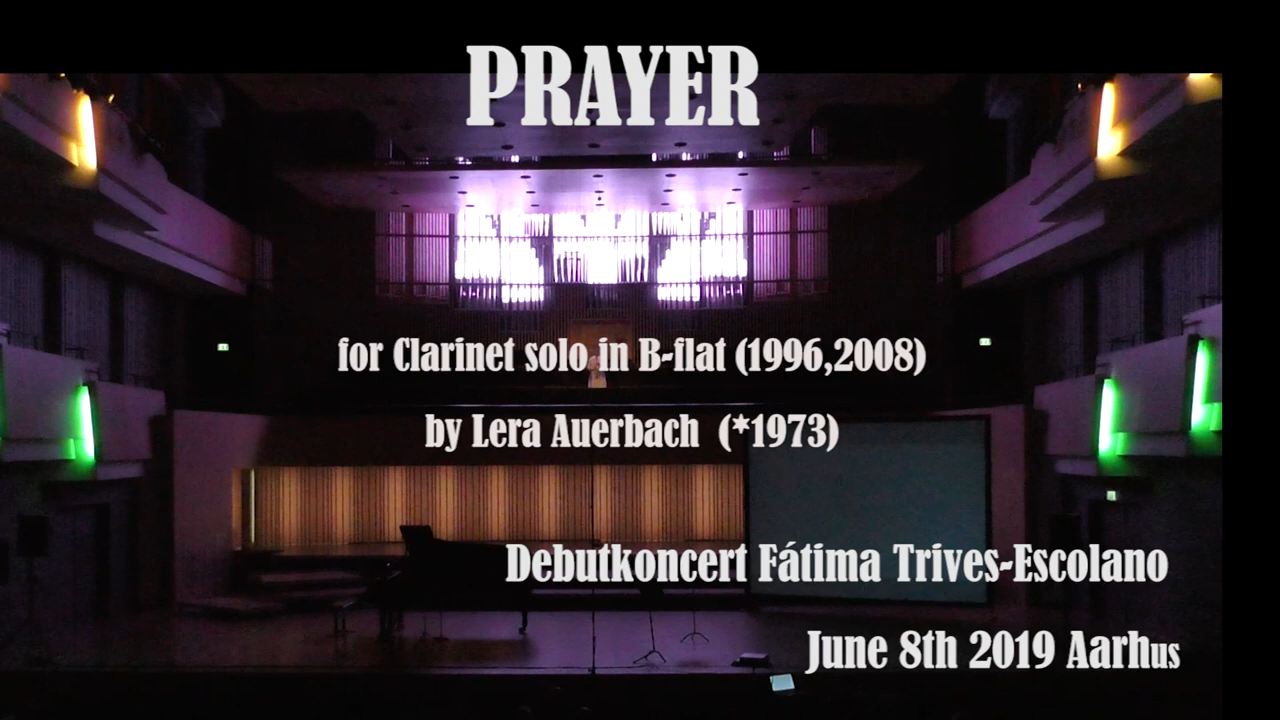 PRAYER
for Clarinet solo in B-flat (1996,2008)
by Lera Auerbach (*1973)
Debutkoncert Fátima Trives-Escolano
June 8th 2019 Aarhus